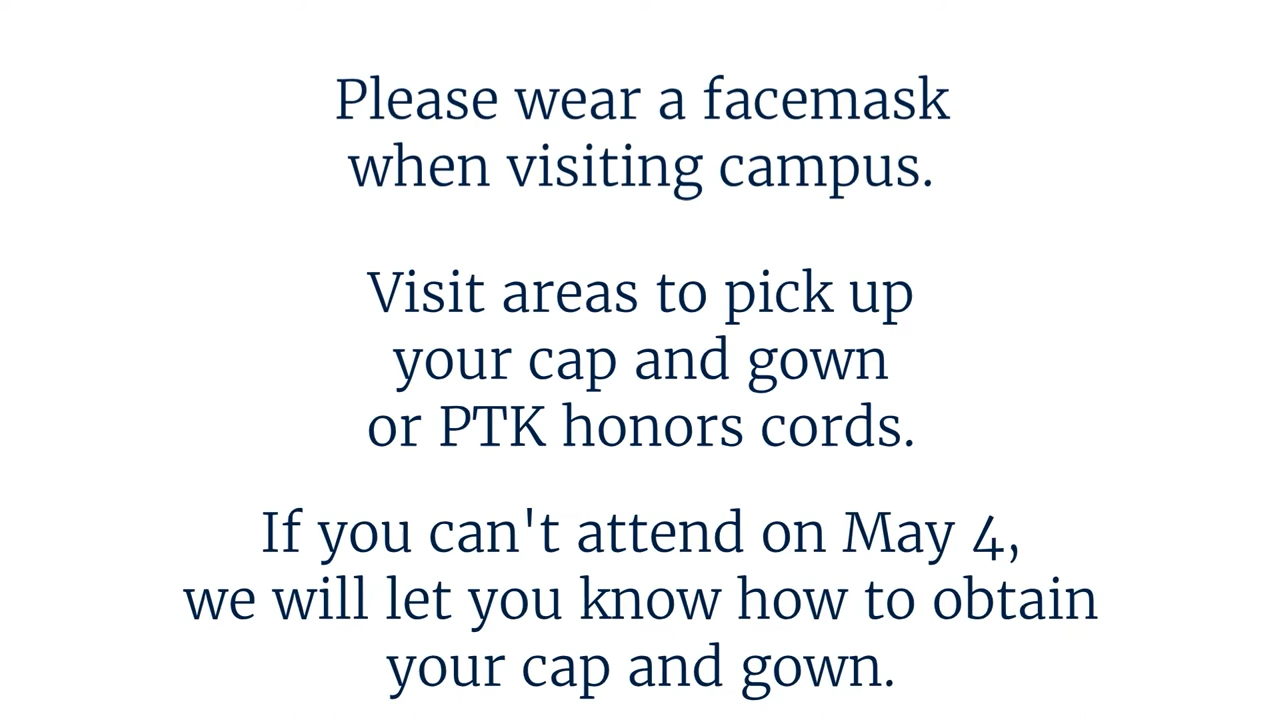 Please wear a facemask
when visiting campus.
Visit areas to pick up
your cap and gown
or PTK honors cords.
If you can't attend on May 4,
we will let you know how to obtain
your cap and gown.